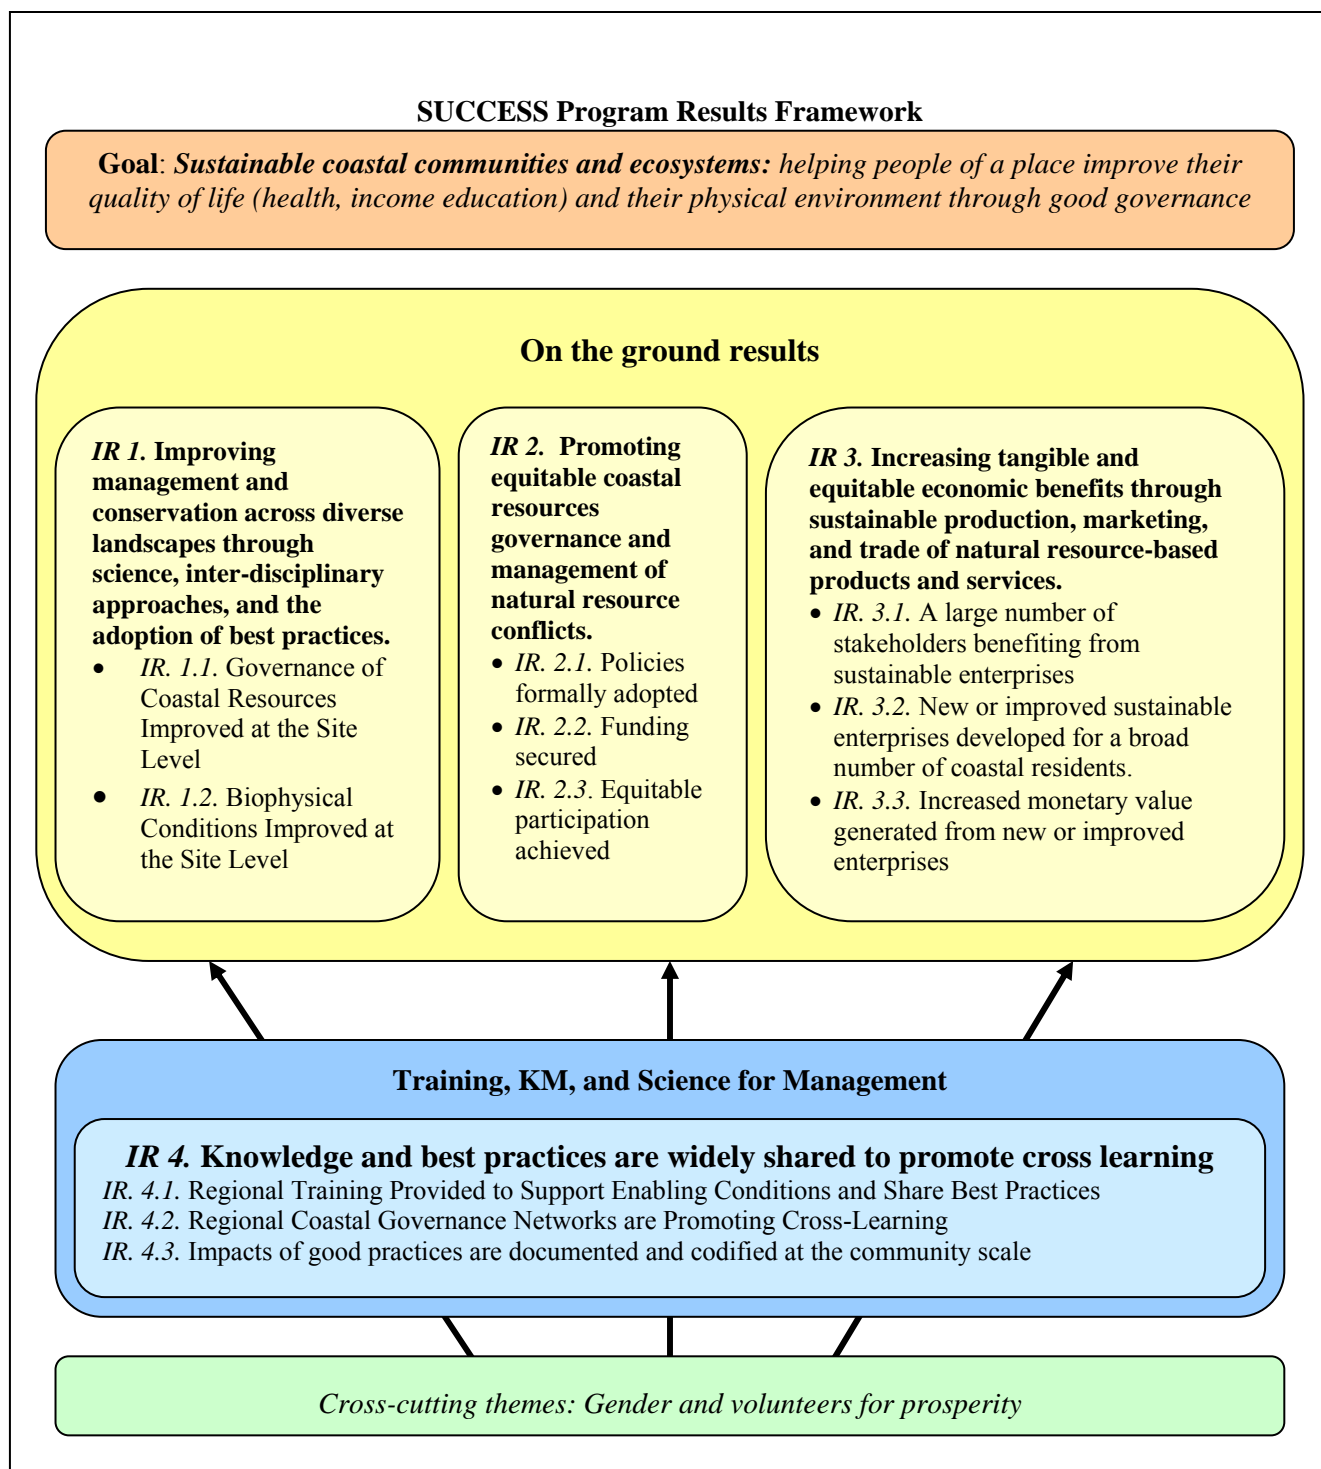 SUCCESS Program Results Framework
Goal: Sustainable coastal communities and ecosystems: helping people of a place improve their
quality of life (health, income education) and their physical environment through good governance
On the ground results
IR 1. Improving
management and
conservation across diverse
landscapes through
science, inter-disciplinary
approaches, and the
adoption of best practices.
• IR. 1.1. Governance of
Coastal Resources
Improved at the Site
Level
• IR. 1.2. Biophysical
Conditions Improved at
the Site Level
IR 2. Promoting
equitable coastal
resources
governance and
management of
natural resource
conflicts.
• IR. 2.1. Policies
formally adopted
• IR. 2.2. Funding
secured
• IR. 2.3. Equitable
participation
achieved
IR 3. Increasing tangible and
equitable economic benefits through
sustainable production, marketing,
and trade of natural resource-based
products and services.
• IR. 3.1. A large number of
stakeholders benefiting from
sustainable enterprises
• IR. 3.2. New or improved sustainable
enterprises developed for a broad
number of coastal residents.
• IR. 3.3. Increased monetary value
generated from new or improved
enterprises
Training, KM, and Science for Management
IR 4. Knowledge and best practices are widely shared to promote cross learning
IR. 4.1. Regional Training Provided to Support Enabling Conditions and Share Best Practices
IR. 4.2. Regional Coastal Governance Networks are Promoting Cross-Learning
IR. 4.3. Impacts of good practices are documented and codified at the community scale
Cross-cutting themes: Gender and volunteers for prosperity